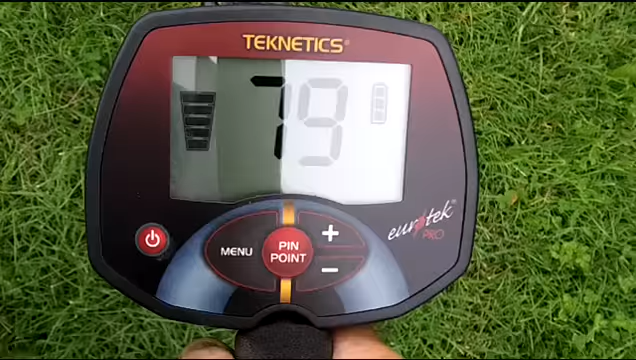 TEKNETICS®
79
eurotek®
PRO
MENU
PIN
POINT
+
−